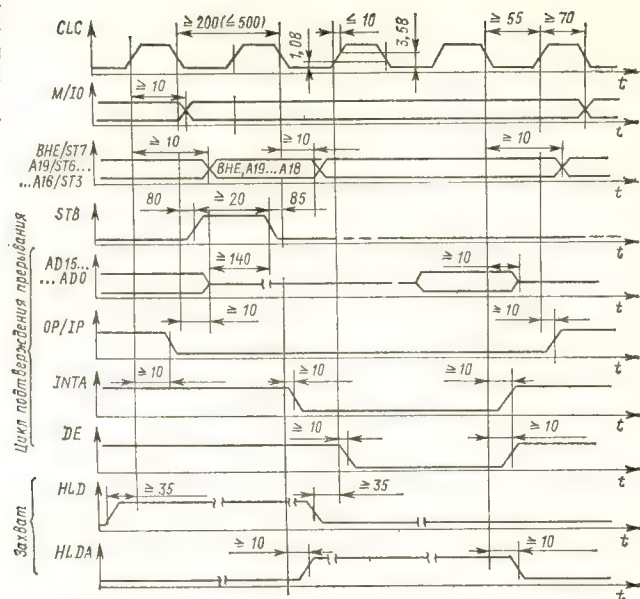 CLC
≥200(≤500)
≤ 10
1,08
3,58
≥ 55
≥ 70
t
M/IO
≥ 10
t
BHE/ST7
A19/ST6...
...A16/ST3
≥ 10
BHE, A19...A18
≥ 10
≥ 10
t
STB
80
≥ 20
85
t
AD15...
...AD0
≥140
≥ 10
t
OP/IP
≥ 10
≥ 10
t
INTA
≥10
≥ 10
≥ 10
t
DE
≥ 10
≥ 10
t
HLD
≥ 35
≥ 35
t
HLDA
≥ 10
≥ 10
t
Цикл подтверждения прерывания
Захват